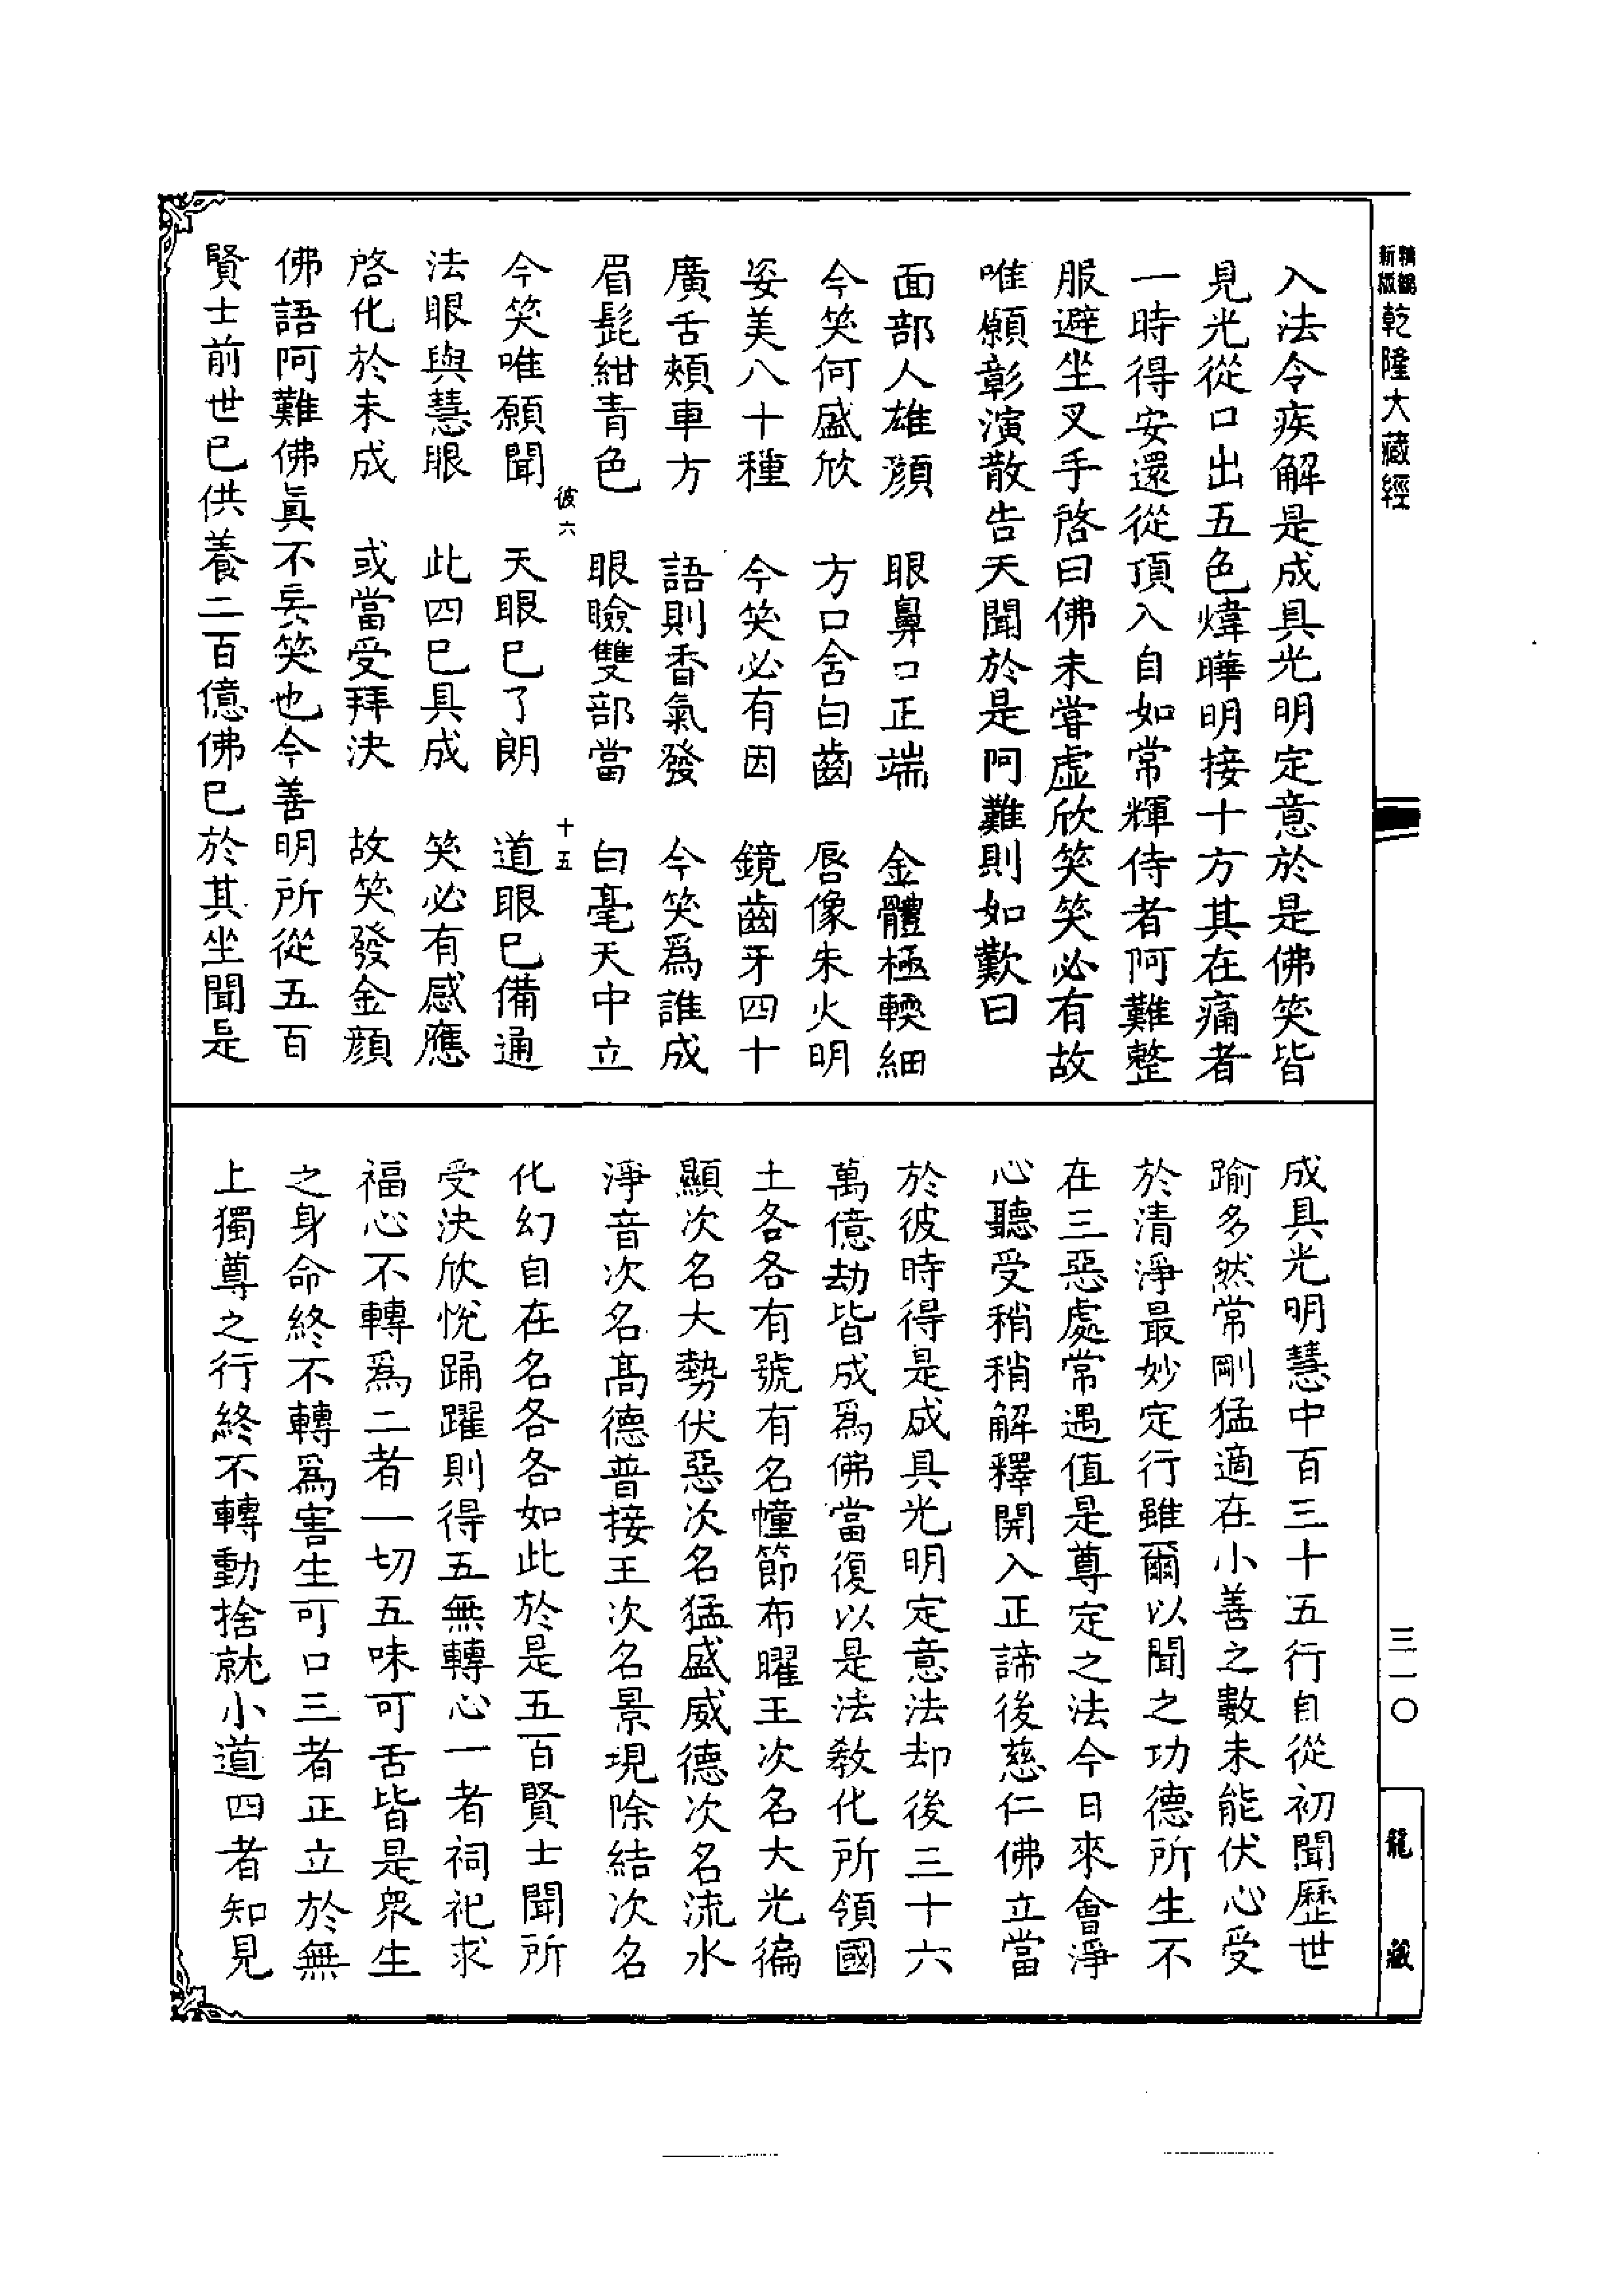 新版精縮乾隆大藏經
入法令疾解是成具光明定意於是佛笑皆
見光從口出五色煒曄明接十方其在痛者
一時得安還從頂入自如常輝侍者阿難整
服避坐叉手啓曰佛未甞虛欣笑笑必有故
唯願彰演散告天聞於是阿難則如歎曰
面部人雄顏　眼鼻口正端　金體極輭細
今笑何盛欣　方口含白齒　唇像朱火明
姿美八十種　今笑必有因　鏡齒牙四十
廣舌頰車方　語則香氣發　今笑爲誰成
眉髭紺青色　眼瞼雙部當　白毫天中立
彼六　十五
今笑唯願聞　天眼已了朗　道眼已備通
法眼與慧眼　此四已具成　笑必有感應
啓化於未成　或當受拜決　故笑發金顏
佛語阿難佛眞不妄笑也今善明所從五百
賢士前世已供養二百億佛已於其坐聞是
成具光明慧中百三十五行自從初聞歷世
踰多然常剛猛適在小善之數未能伏心受
於清淨最妙定行雖爾以聞之功德所生不
在三惡處常遇值是尊定之法今日來會淨
心聽受稍稍解釋開入正諦後慈仁佛立當
於彼時得是成具光明定意法却後三十六
萬億劫皆成爲佛當復以是法教化所領國
土各各有號有名幢節布曜王次名大光徧
顯次名大勢伏惡次名猛盛威德次名流水
淨音次名高德普接王次名景現除結次名
化幻自在名各各如此於是五百賢士聞所
受決欣悅踊躍則得五無轉心一者祠祀求
福心不轉爲二者一切五味可舌皆是衆生
之身命終不轉爲害生可口三者正立於無
上獨尊之行終不轉動捨就小道四者知見
三一〇
龍藏